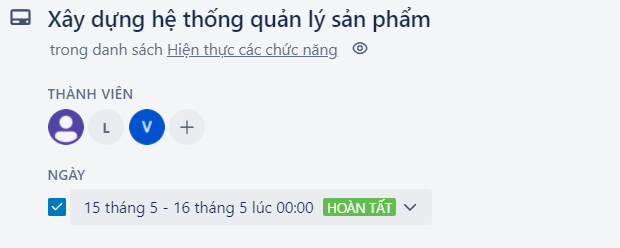 Xây dựng hệ thống quản lý sản phẩm
trong danh sách Hiện thực các chức năng
THÀNH VIÊN
L V
NGÀY
15 tháng 5 - 16 tháng 5 lúc 00:00 HOÀN TẤT